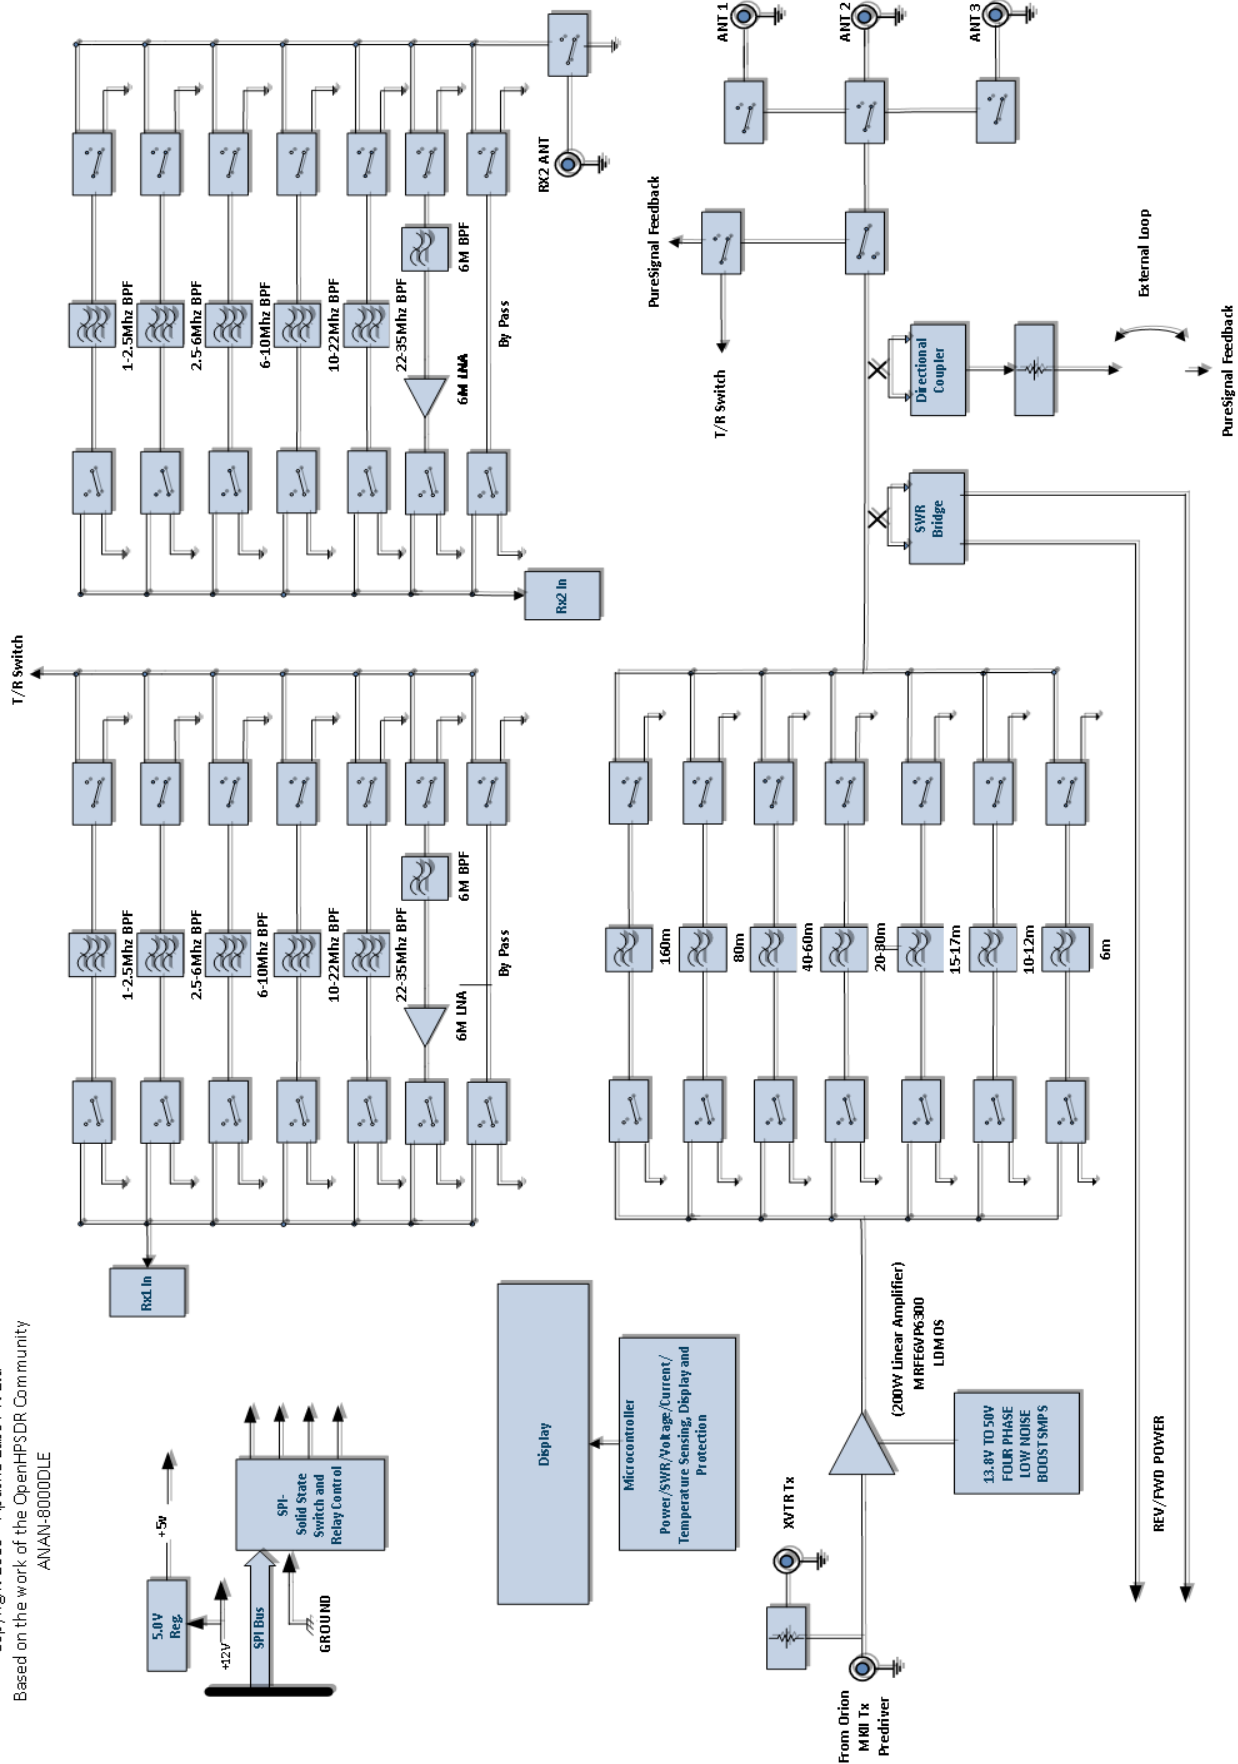 Based on the work of the OpenHPSDR Community
ANAN-8000DLE
+5v
5.0V
Reg.
+12V
SPI Bus
SPI-
Solid State
Switch and
Relay Control
GROUND
Rx1 In
T/R Switch
1-2.5Mhz BPF
2.5-6Mhz BPF
6-10Mhz BPF
10-22Mhz BPF
22-35Mhz BPF
6M LNA
6M BPF
By Pass
Rx2 In
1-2.5Mhz BPF
2.5-6Mhz BPF
6-10Mhz BPF
10-22Mhz BPF
22-35Mhz BPF
6M LNA
6M BPF
By Pass
RX2 ANT
Display
Microcontroller
Power/SWR/Voltage/Current/
Temperature Sensing, Display and
Protection
XVTR Tx
From Orion
MKII Tx
Predriver
(200W Linear Amplifier)
MRFE6VP6300
LDMOS
13.8V TO 50V
FOUR PHASE
LOW NOISE
BOOST SMPS
160m
80m
40-60m
20-30m
15-17m
10-12m
6m
REV/FWD POWER
SWR
Bridge
Directional
Coupler
T/R Switch
PureSignal Feedback
External Loop
PureSignal Feedback
ANT 1
ANT 2
ANT 3